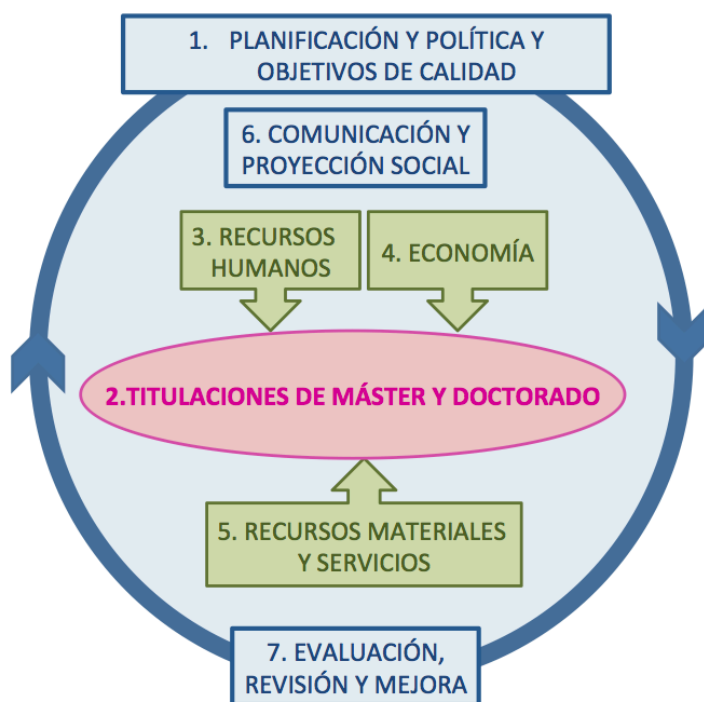 1. PLANIFICACIÓN Y POLÍTICA Y
OBJETIVOS DE CALIDAD
6. COMUNICACIÓN Y
PROYECCIÓN SOCIAL
3. RECURSOS
HUMANOS
4. ECONOMÍA
2.TITULACIONES DE MÁSTER Y DOCTORADO
5. RECURSOS MATERIALES
Y SERVICIOS
7. EVALUACIÓN,
REVISIÓN Y MEJORA